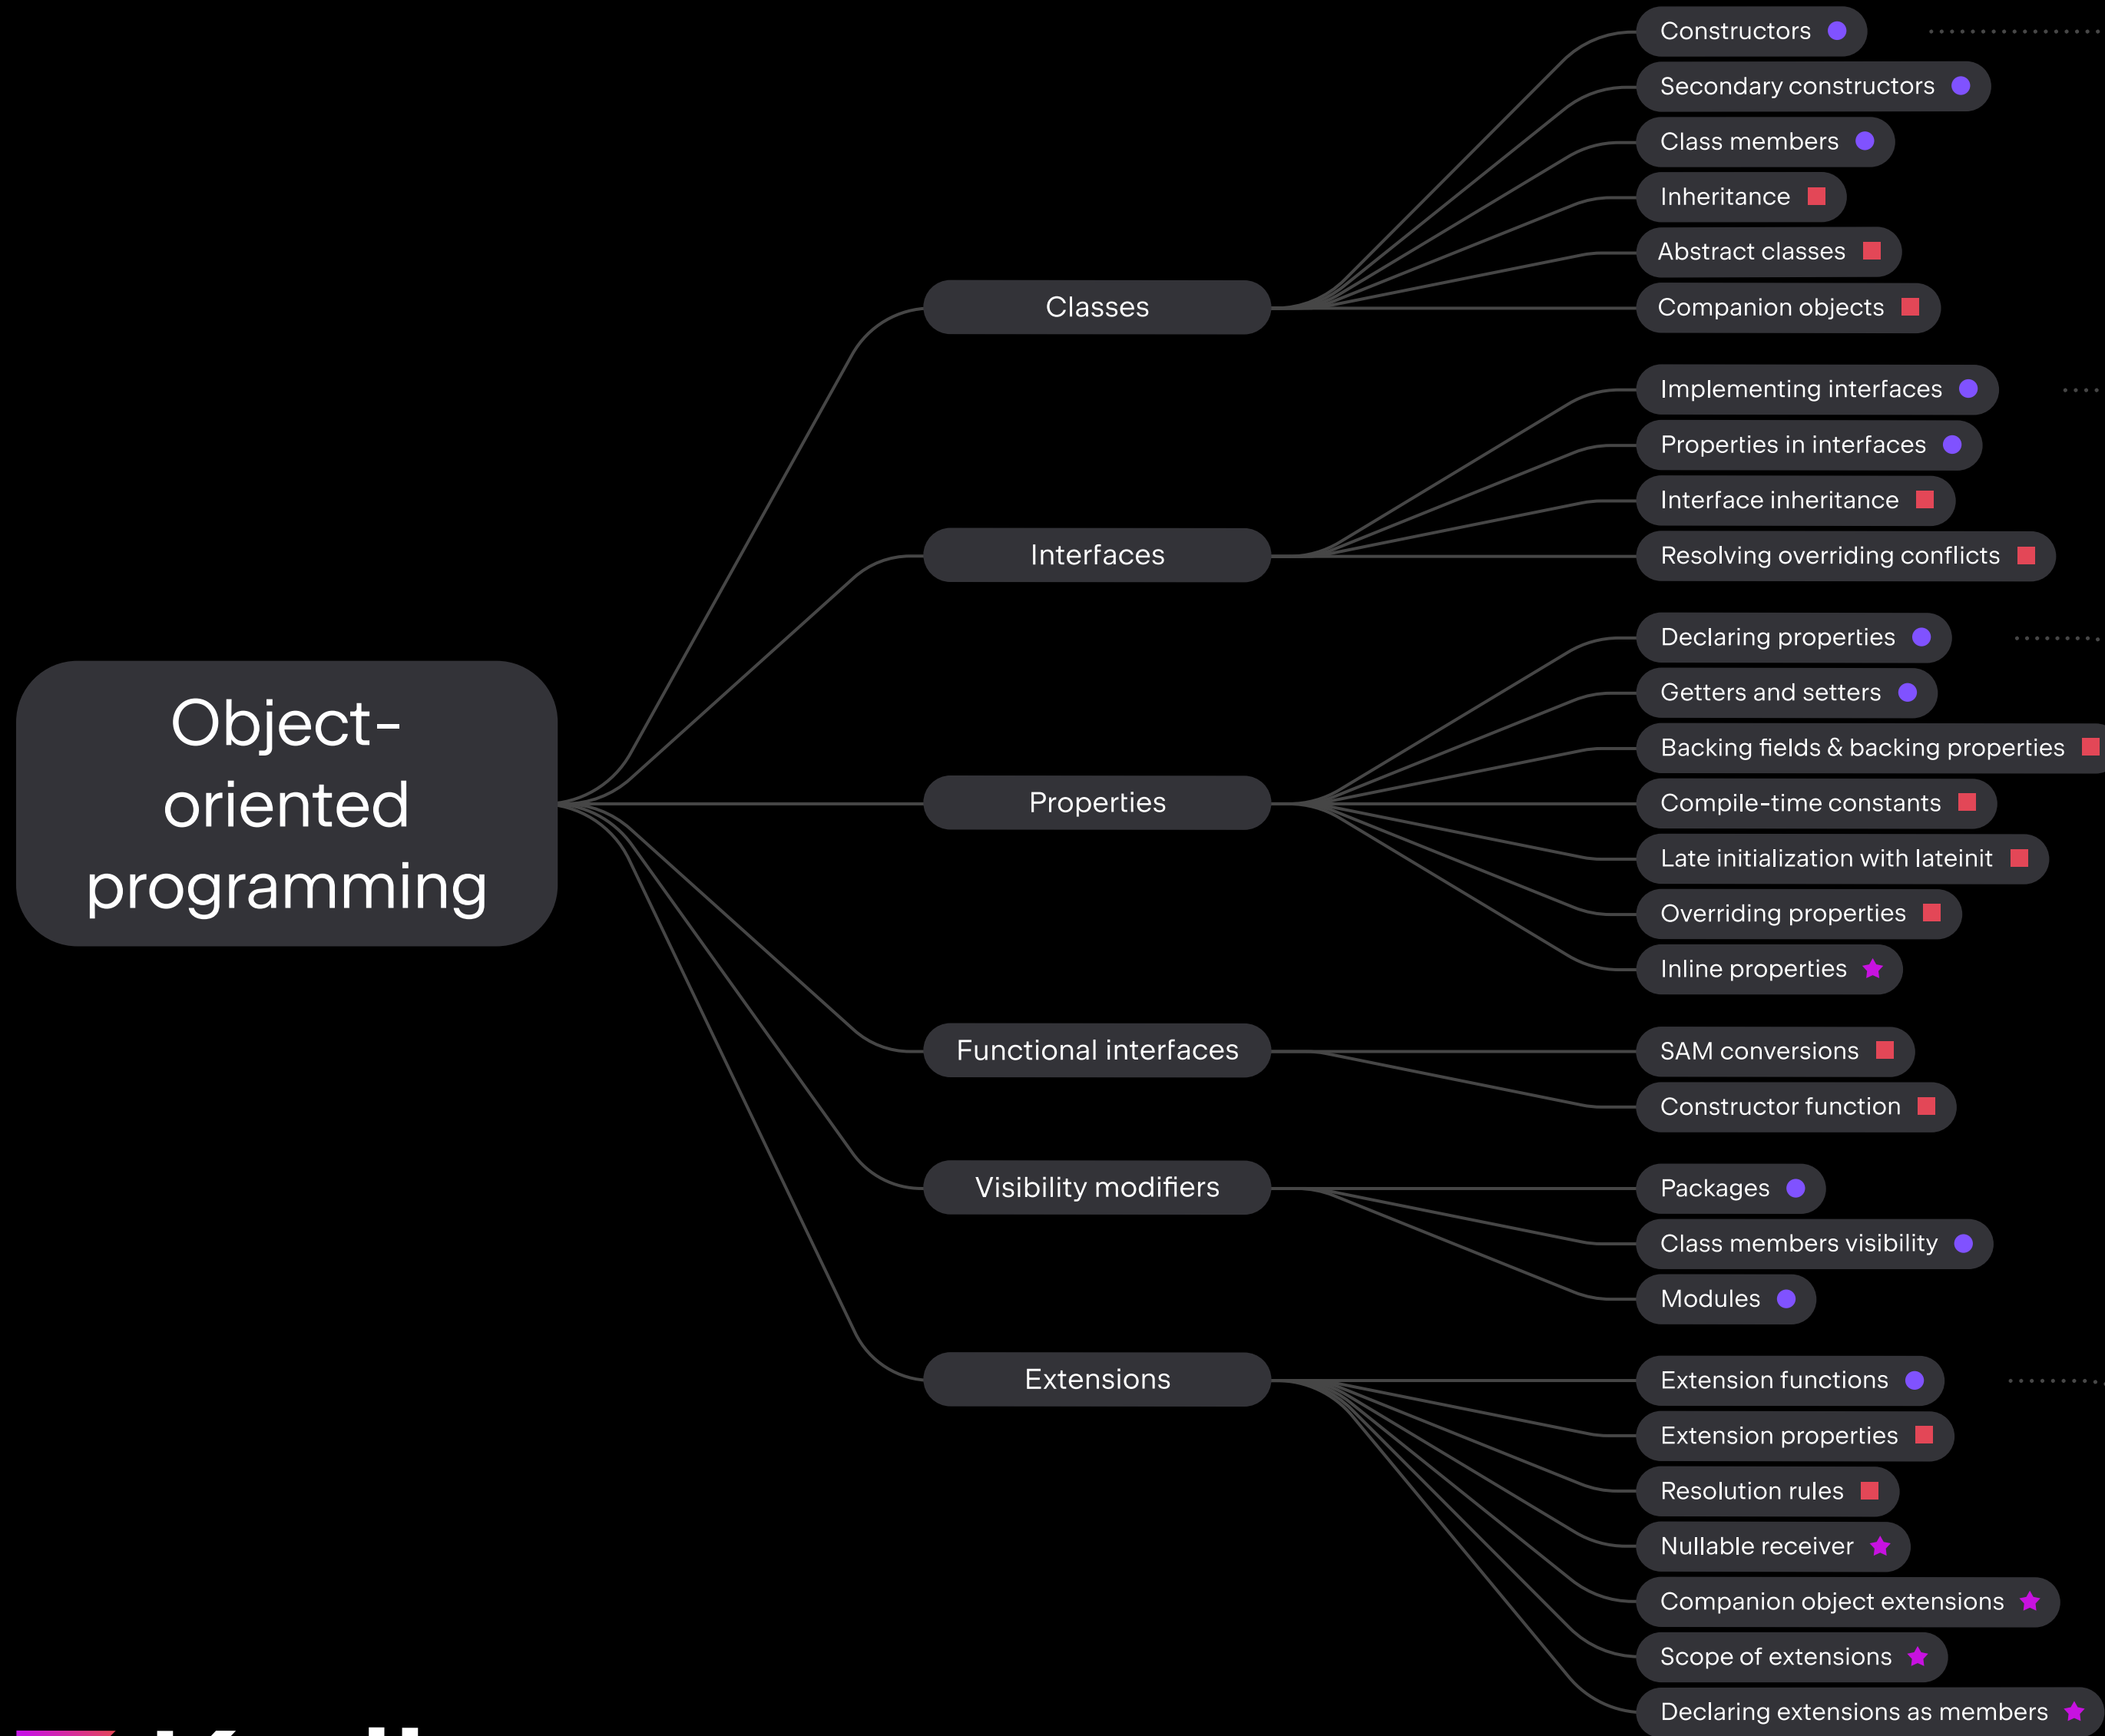 Object-
oriented
programming
Classes
Constructors
Secondary constructors
Class members
Inheritance
Abstract classes
Companion objects
Interfaces
Implementing interfaces
Properties in interfaces
Interface inheritance
Resolving overriding conflicts
Properties
Declaring properties
Getters and setters
Backing fields & backing properties
Compile-time constants
Late initialization with lateinit
Overriding properties
Inline properties
Functional interfaces
SAM conversions
Constructor function
Visibility modifiers
Packages
Class members visibility
Modules
Extensions
Extension functions
Extension properties
Resolution rules
Nullable receiver
Companion object extensions
Scope of extensions
Declaring extensions as members